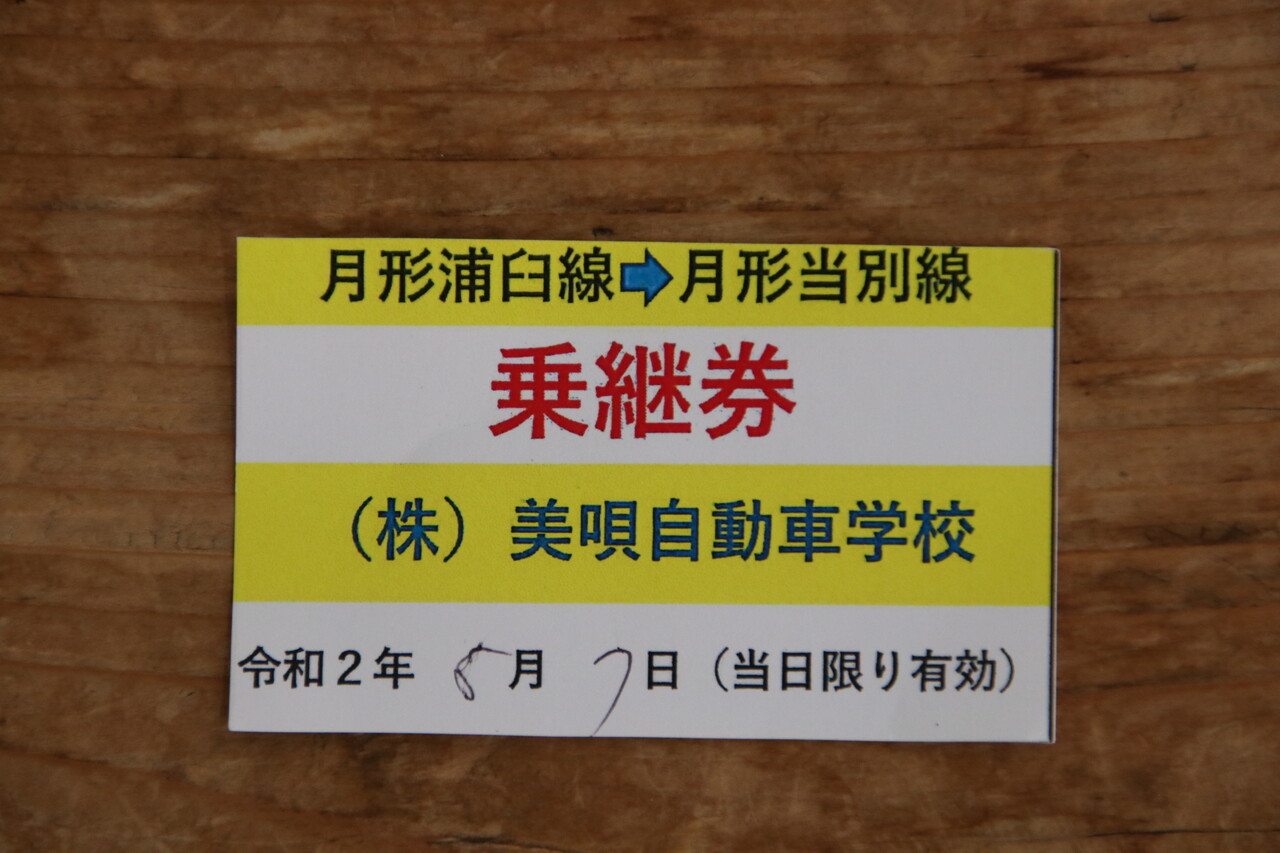 月形浦臼線➡月形当別線
乗継券
（株）美唄自動車学校
令和２年 月 7日（当日限り有効）